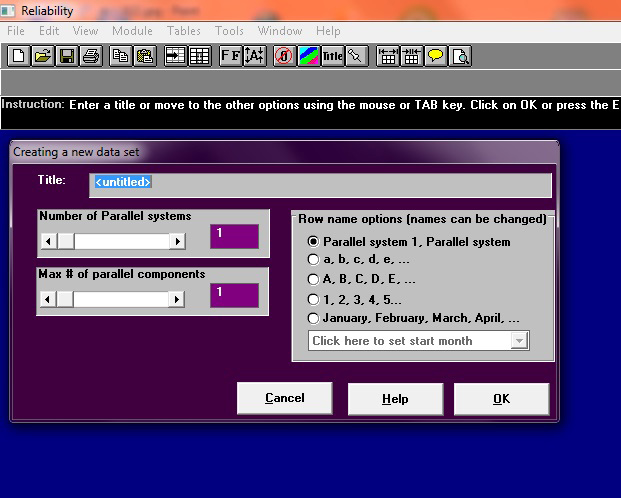 Reliability
File Edit View Module Tables Tools Window Help
FF A Title
Instruction: Enter a title or move to the other options using the mouse or TAB key. Click on OK or press the E
Creating a new data set
Title: <untitled>
Number of Parallel systems
1
Max # of parallel components
1
Row name options (names can be changed)
Parallel system 1, Parallel system
a, b, c, d, e, ...
A, B, C, D, E, ...
1, 2, 3, 4, 5...
January, February, March, April, ...
Click here to set start month
Cancel Help OK